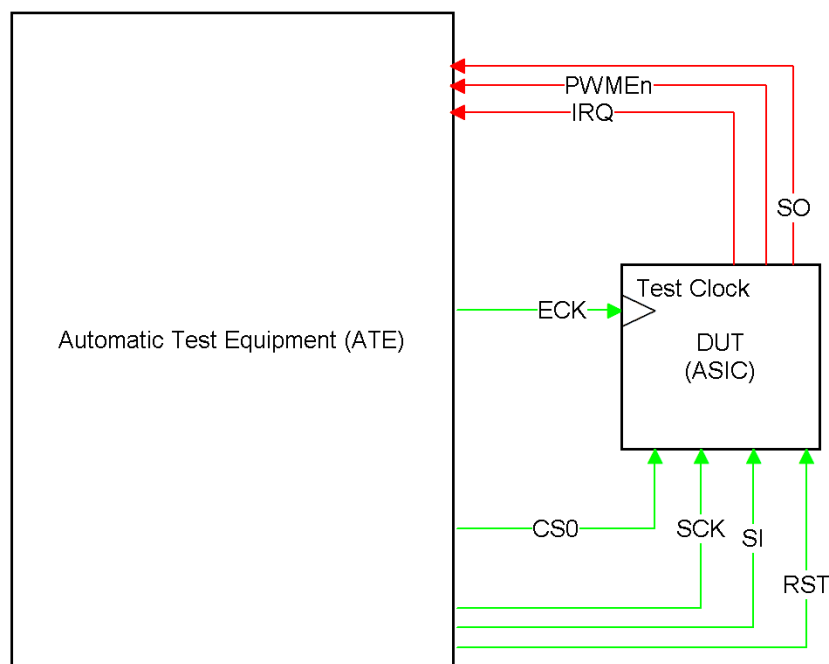 PWMEn
IRQ
SO
Test Clock
ECK
Automatic Test Equipment (ATE)
DUT
(ASIC)
CS0
SCK
SI
RST